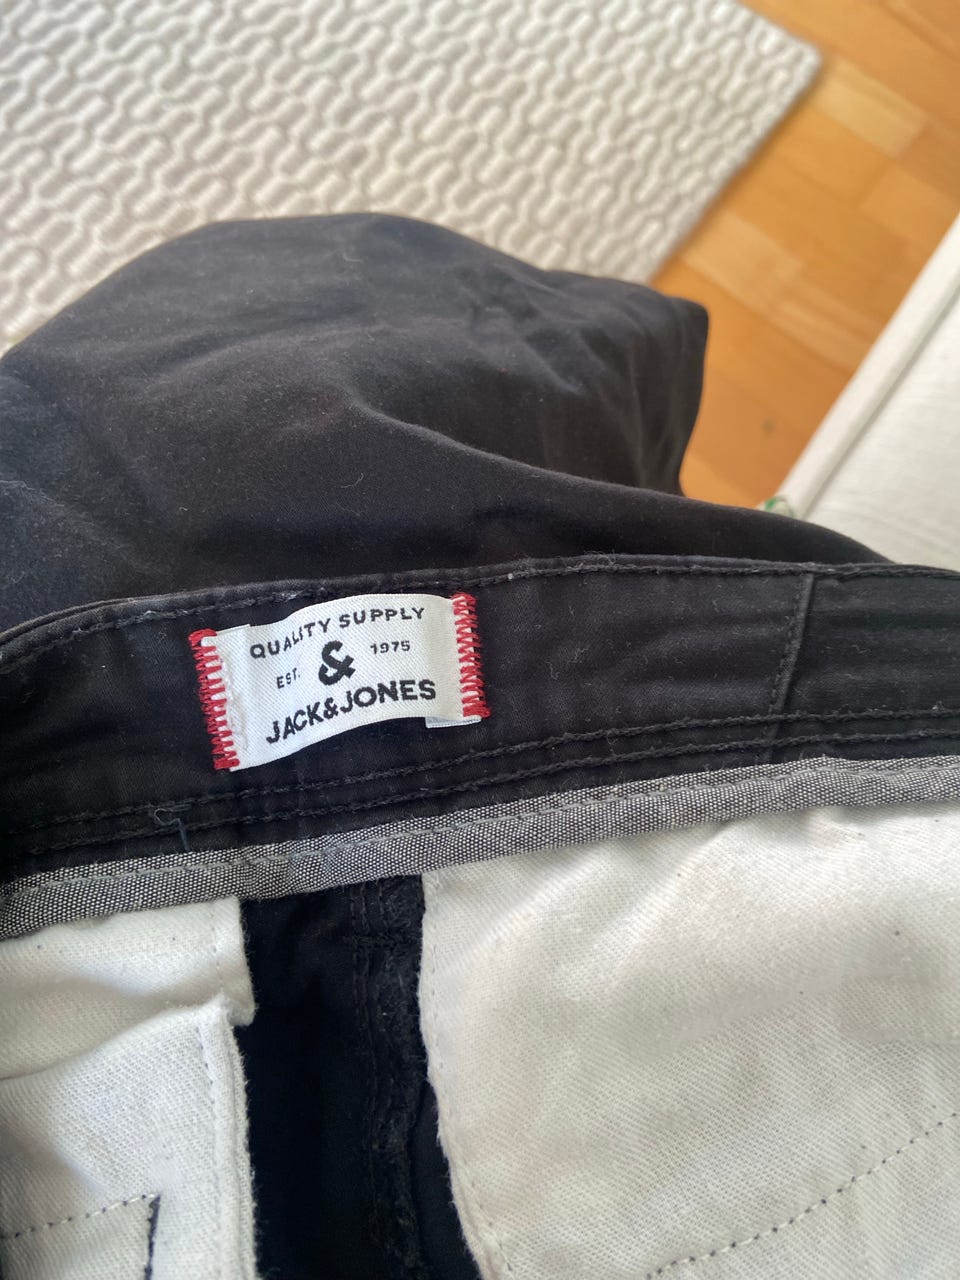 QUALITY SUPPLY
EST. & 1975
JACK&JONES